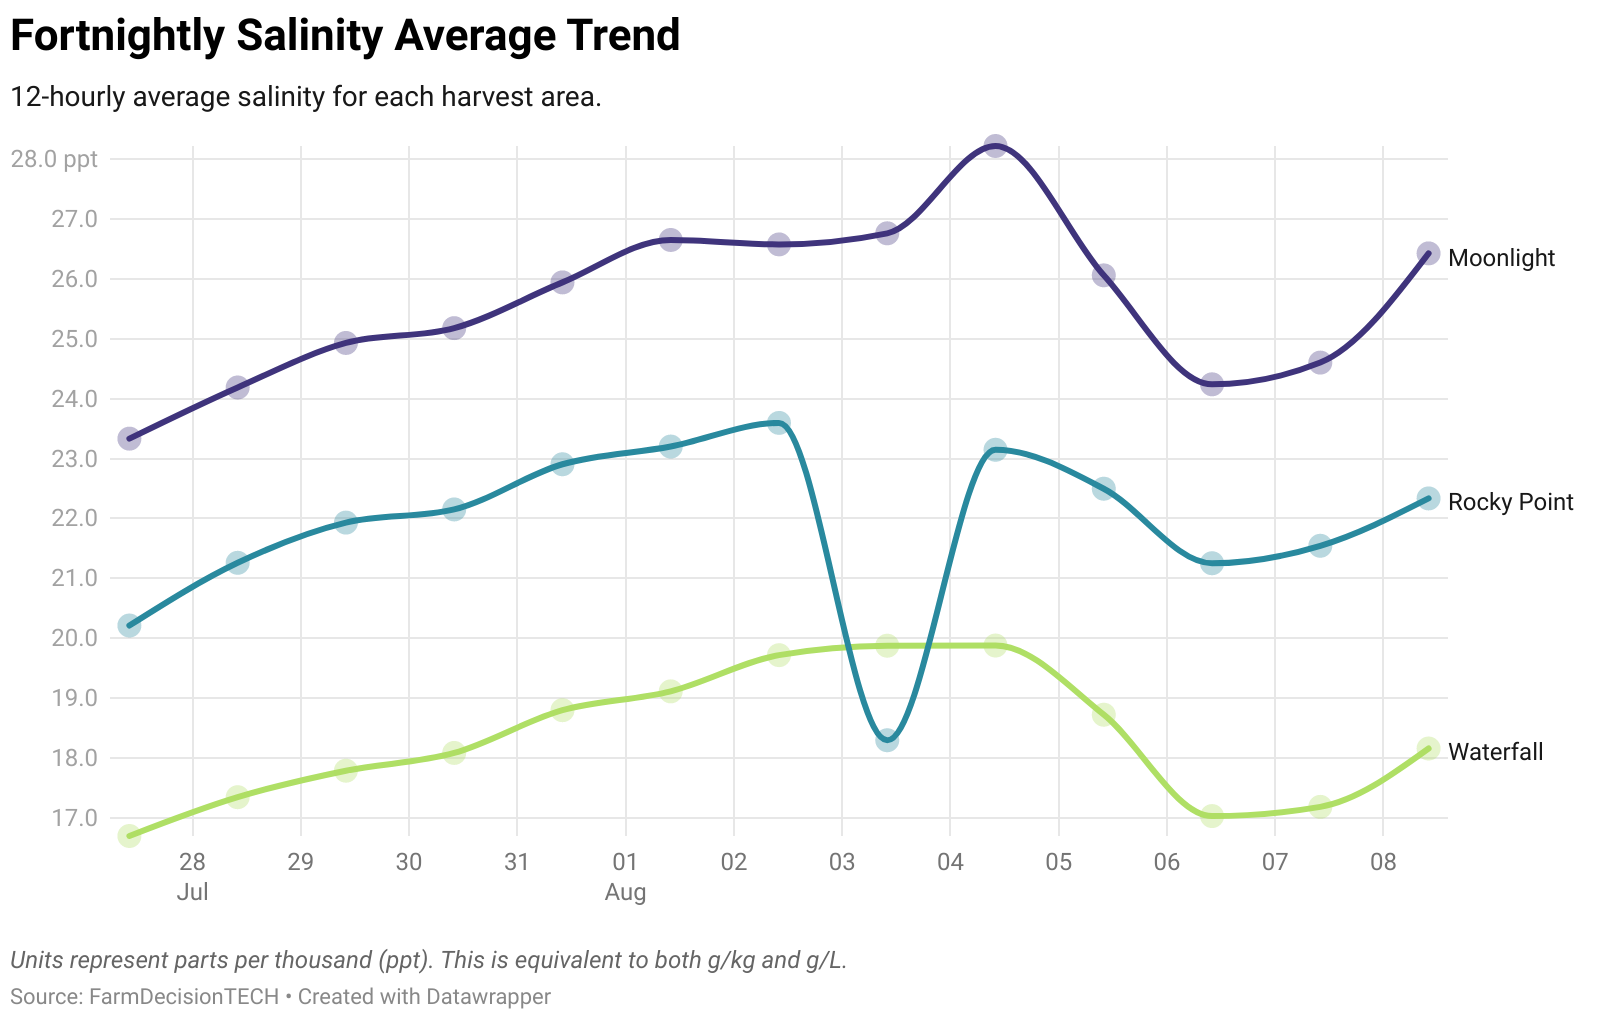 Fortnightly Salinity Average Trend
12-hourly average salinity for each harvest area.
28.0 ppt
27.0
26.0
25.0
24.0
23.0
22.0
21.0
20.0
19.0
18.0
17.0
Moonlight
Rocky Point
Waterfall
28 29 30 31 01 02 03 04 05 06 07 08
Jul Aug
Units represent parts per thousand (ppt). This is equivalent to both g/kg and g/L.
Source: FarmDecisionTECH • Created with Datawrapper